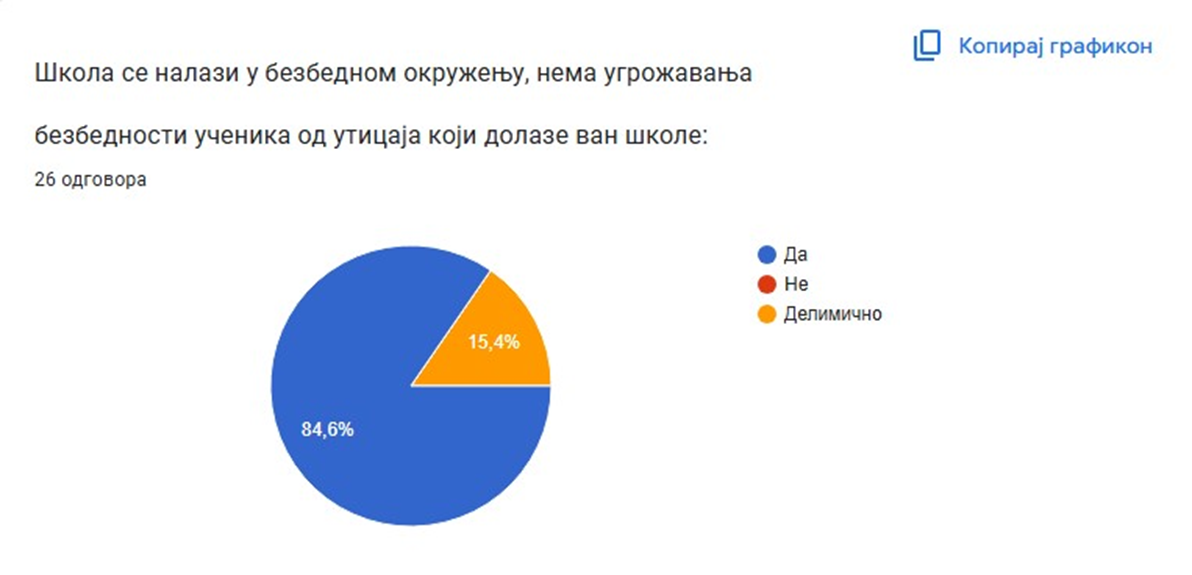 Копирај графикон
Школа се налази у безбедном окружењу, нема угрожавања
безбедности ученика од утицаја који долазе ван школе:
26 одговора
Да
Не
Делимично
15,4%
84,6%